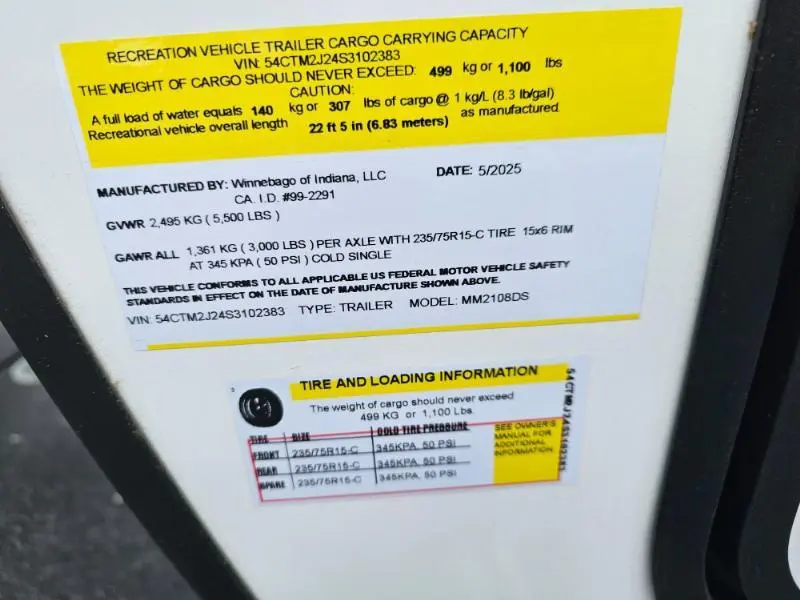 RECREATION VEHICLE TRAILER CARGO CARRYING CAPACITY
VIN: 54CTM2J24S3102383
THE WEIGHT OF CARGO SHOULD NEVER EXCEED: 499 kg or 1,100 lbs
CAUTION:
A full load of water equals 140 kg or 307 lbs of cargo @ 1 kg/L (8.3 lb/gal)
Recreational vehicle overall length 22 ft 5 in (6.83 meters) as manufactured
MANUFACTURED BY: Winnebago of Indiana, LLC DATE: 5/2025
CA. I.D. #99-2291
GVWR 2,495 KG ( 5,500 LBS )
GAWR ALL 1,361 KG ( 3,000 LBS ) PER AXLE WITH 235/75R15-C TIRE 15x6 RIM
AT 345 KPA ( 50 PSI ) COLD SINGLE
THIS VEHICLE CONFORMS TO ALL APPLICABLE US FEDERAL MOTOR VEHICLE SAFETY
STANDARDS IN EFFECT ON THE DATE OF MANUFACTURE SHOWN ABOVE.
VIN: 54CTM2J24S3102383 TYPE: TRAILER MODEL: MM2108DS
TIRE AND LOADING INFORMATION
The weight of cargo should never exceed
499 KG or 1,100 Lbs.
TIRE SIZE COLD TIRE PRESSURE
FRONT 235/75R15-C 345KPA, 50 PSI
REAR 235/75R15-C 345KPA, 50 PSI
SPARE 235/75R15-C 345KPA, 50 PSI
SEE OWNER'S
MANUAL FOR
ADDITIONAL
INFORMATION
54CTM2J24S3102383